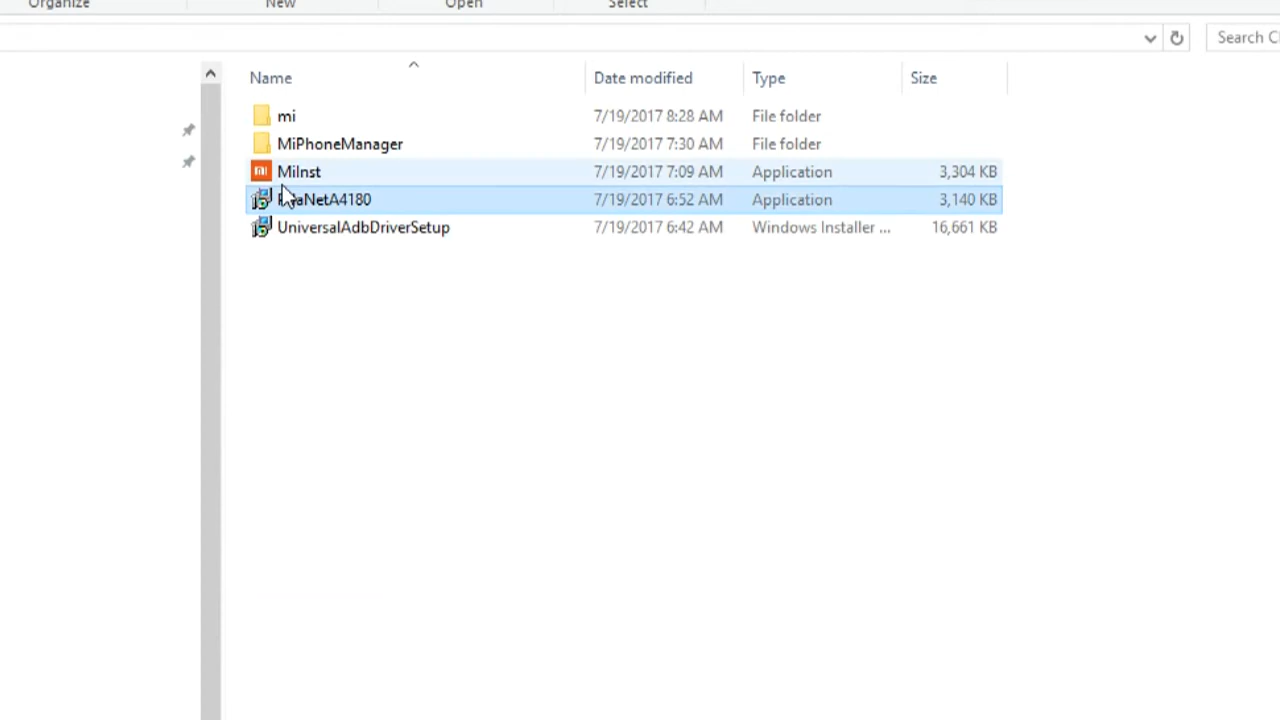 Organize New Open Select
Search
Name Date modified Type Size
mi 7/19/2017 8:28 AM File folder
MiPhoneManager 7/19/2017 7:30 AM File folder
MiInst 7/19/2017 7:09 AM Application 3,304 KB
7/19/2017 6:52 AM Application 3,140 KB
UniversalAdbDriverSetup 7/19/2017 6:42 AM Windows Installer ... 16,661 KB